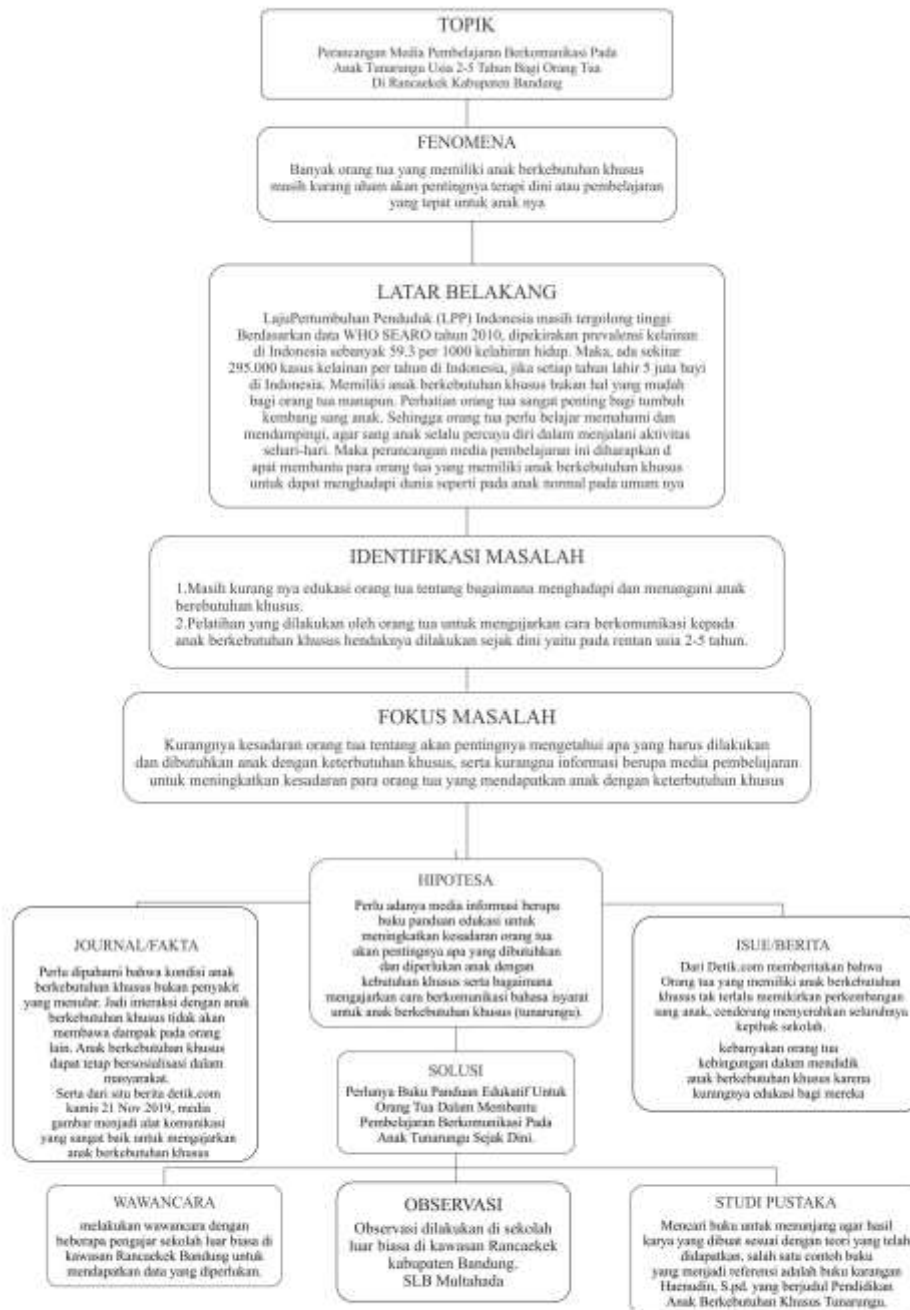 TOPIK
Perancangan Media Pembelajaran Berkomunikasi Pada
Anak Tunarungu Usia 2-5 Tahun Bagi Orang Tua
Di Rancaekek Kabupaten Bandung
FENOMENA
Banyak orang tua yang memiliki anak berkebutuhan khusus
masih kurang aham akan pentingnya terapi dini atau pembelajaran
yang tepat untuk anak nya
LATAR BELAKANG
LajuPertumbuhan Penduduk (LPP) Indonesia masih tergolong tinggi
Berdasarkan data WHO SEARO tahun 2010, dipekirakan prevalensi kelainan
di Indonesia sebanyak 59.3 per 1000 kelahiran hidup. Maka, ada sekitar
295.000 kasus kelainan per tahun di Indonesia, jika setiap tahun lahir 5 juta bayi
di Indonesia. Memiliki anak berkebutuhan khusus bukan hal yang mudah
bagi orang tua manapun. Perhatian orang tua sangat penting bagi tumbuh
kembang sang anak. Sehingga orang tua perlu belajar memahami dan
mendampingi, agar sang anak selalu percaya diri dalam menjalani aktivitas
sehari-hari. Maka perancangan media pembelajaran ini diharapkan d
apat membantu para orang tua yang memiliki anak berkebutuhan khusus
untuk dapat menghadapi dunia seperti pada anak normal pada umum nya
IDENTIFIKASI MASALAH
1.Masih kurang nya edukasi orang tua tentang bagaimana menghadapi dan menangani anak
berebutuhan khusus.
2.Pelatihan yang dilakukan oleh orang tua untuk mengajarkan cara berkomunikasi kepada
anak berkebutuhan khusus hendaknya dilakukan sejak dini yaitu pada rentan usia 2-5 tahun.
FOKUS MASALAH
Kurangnya kesadaran orang tua tentang akan pentingnya mengetahui apa yang harus dilakukan
dan dibutuhkan anak dengan keterbutuhan khusus, serta kurangna informasi berupa media pembelajaran
untuk meningkatkan kesadaran para orang tua yang mendapatkan anak dengan keterbutuhan khusus
HIPOTESA
Perlu adanya media informasi berupa
buku panduan edukasi untuk
meningkatkan kesadaran orang tua
akan pentingnya apa yang dibutuhkan
dan diperlukan anak dengan
kebutuhan khusus serta bagaimana
mengajarkan cara berkomunikasi bahasa isyarat
untuk anak berkebutuhan khusus (tunarungu).
JOURNAL/FAKTA
Perlu dipahami bahwa kondisi anak
berkebutuhan khusus bukan penyakit
yang menular. Jadi interaksi dengan anak
berkebutuhan khusus tidak akan
membawa dampak pada orang
lain. Anak berkebutuhan khusus
dapat tetap bersosialisasi dalam
masyarakat.
Serta dari situ berita detik.com
kamis 21 Nov 2019, media
gambar menjadi alat komunikasi
yang sangat baik untuk mengajarkan
anak berkebutuhan khusus
ISUE/BERITA
Dari Detik.com memberitakan bahwa
Orang tua yang memiliki anak berkebutuhan
khusus tak terlalu memikirkan perkembangan
sang anak, cenderung menyerahkan seluruhnya
kepihak sekolah.
kebanyakan orang tua
kebingungan dalam mendidik
anak berkebutuhan khusus karena
kurangnya edukasi bagi mereka
SOLUSI
Perlunya Buku Panduan Edukatif Untuk
Orang Tua Dalam Membantu
Pembelajaran Berkomunikasi Pada
Anak Tunarungu Sejak Dini.
WAWANCARA
melakukan wawancara dengan
beberapa pengajar sekolah luar biasa di
kawasan Rancaekek Bandung untuk
mendapatkan data yang diperlukan.
OBSERVASI
Observasi dilakukan di sekolah
luar biasa di kawasan Rancaekek
kabupaten Bandung.
SLB Multahada
STUDI PUSTAKA
Mencari buku untuk menunjang agar hasil
karya yang dibuat sesuai dengan teori yang telah
didapatkan, salah satu contoh buku
yang menjadi referensi adalah buku karangan
Haenudin, S.pd. yang berjudul Pendidikan
Anak Berkebutuhan Khusus Tunarungu.